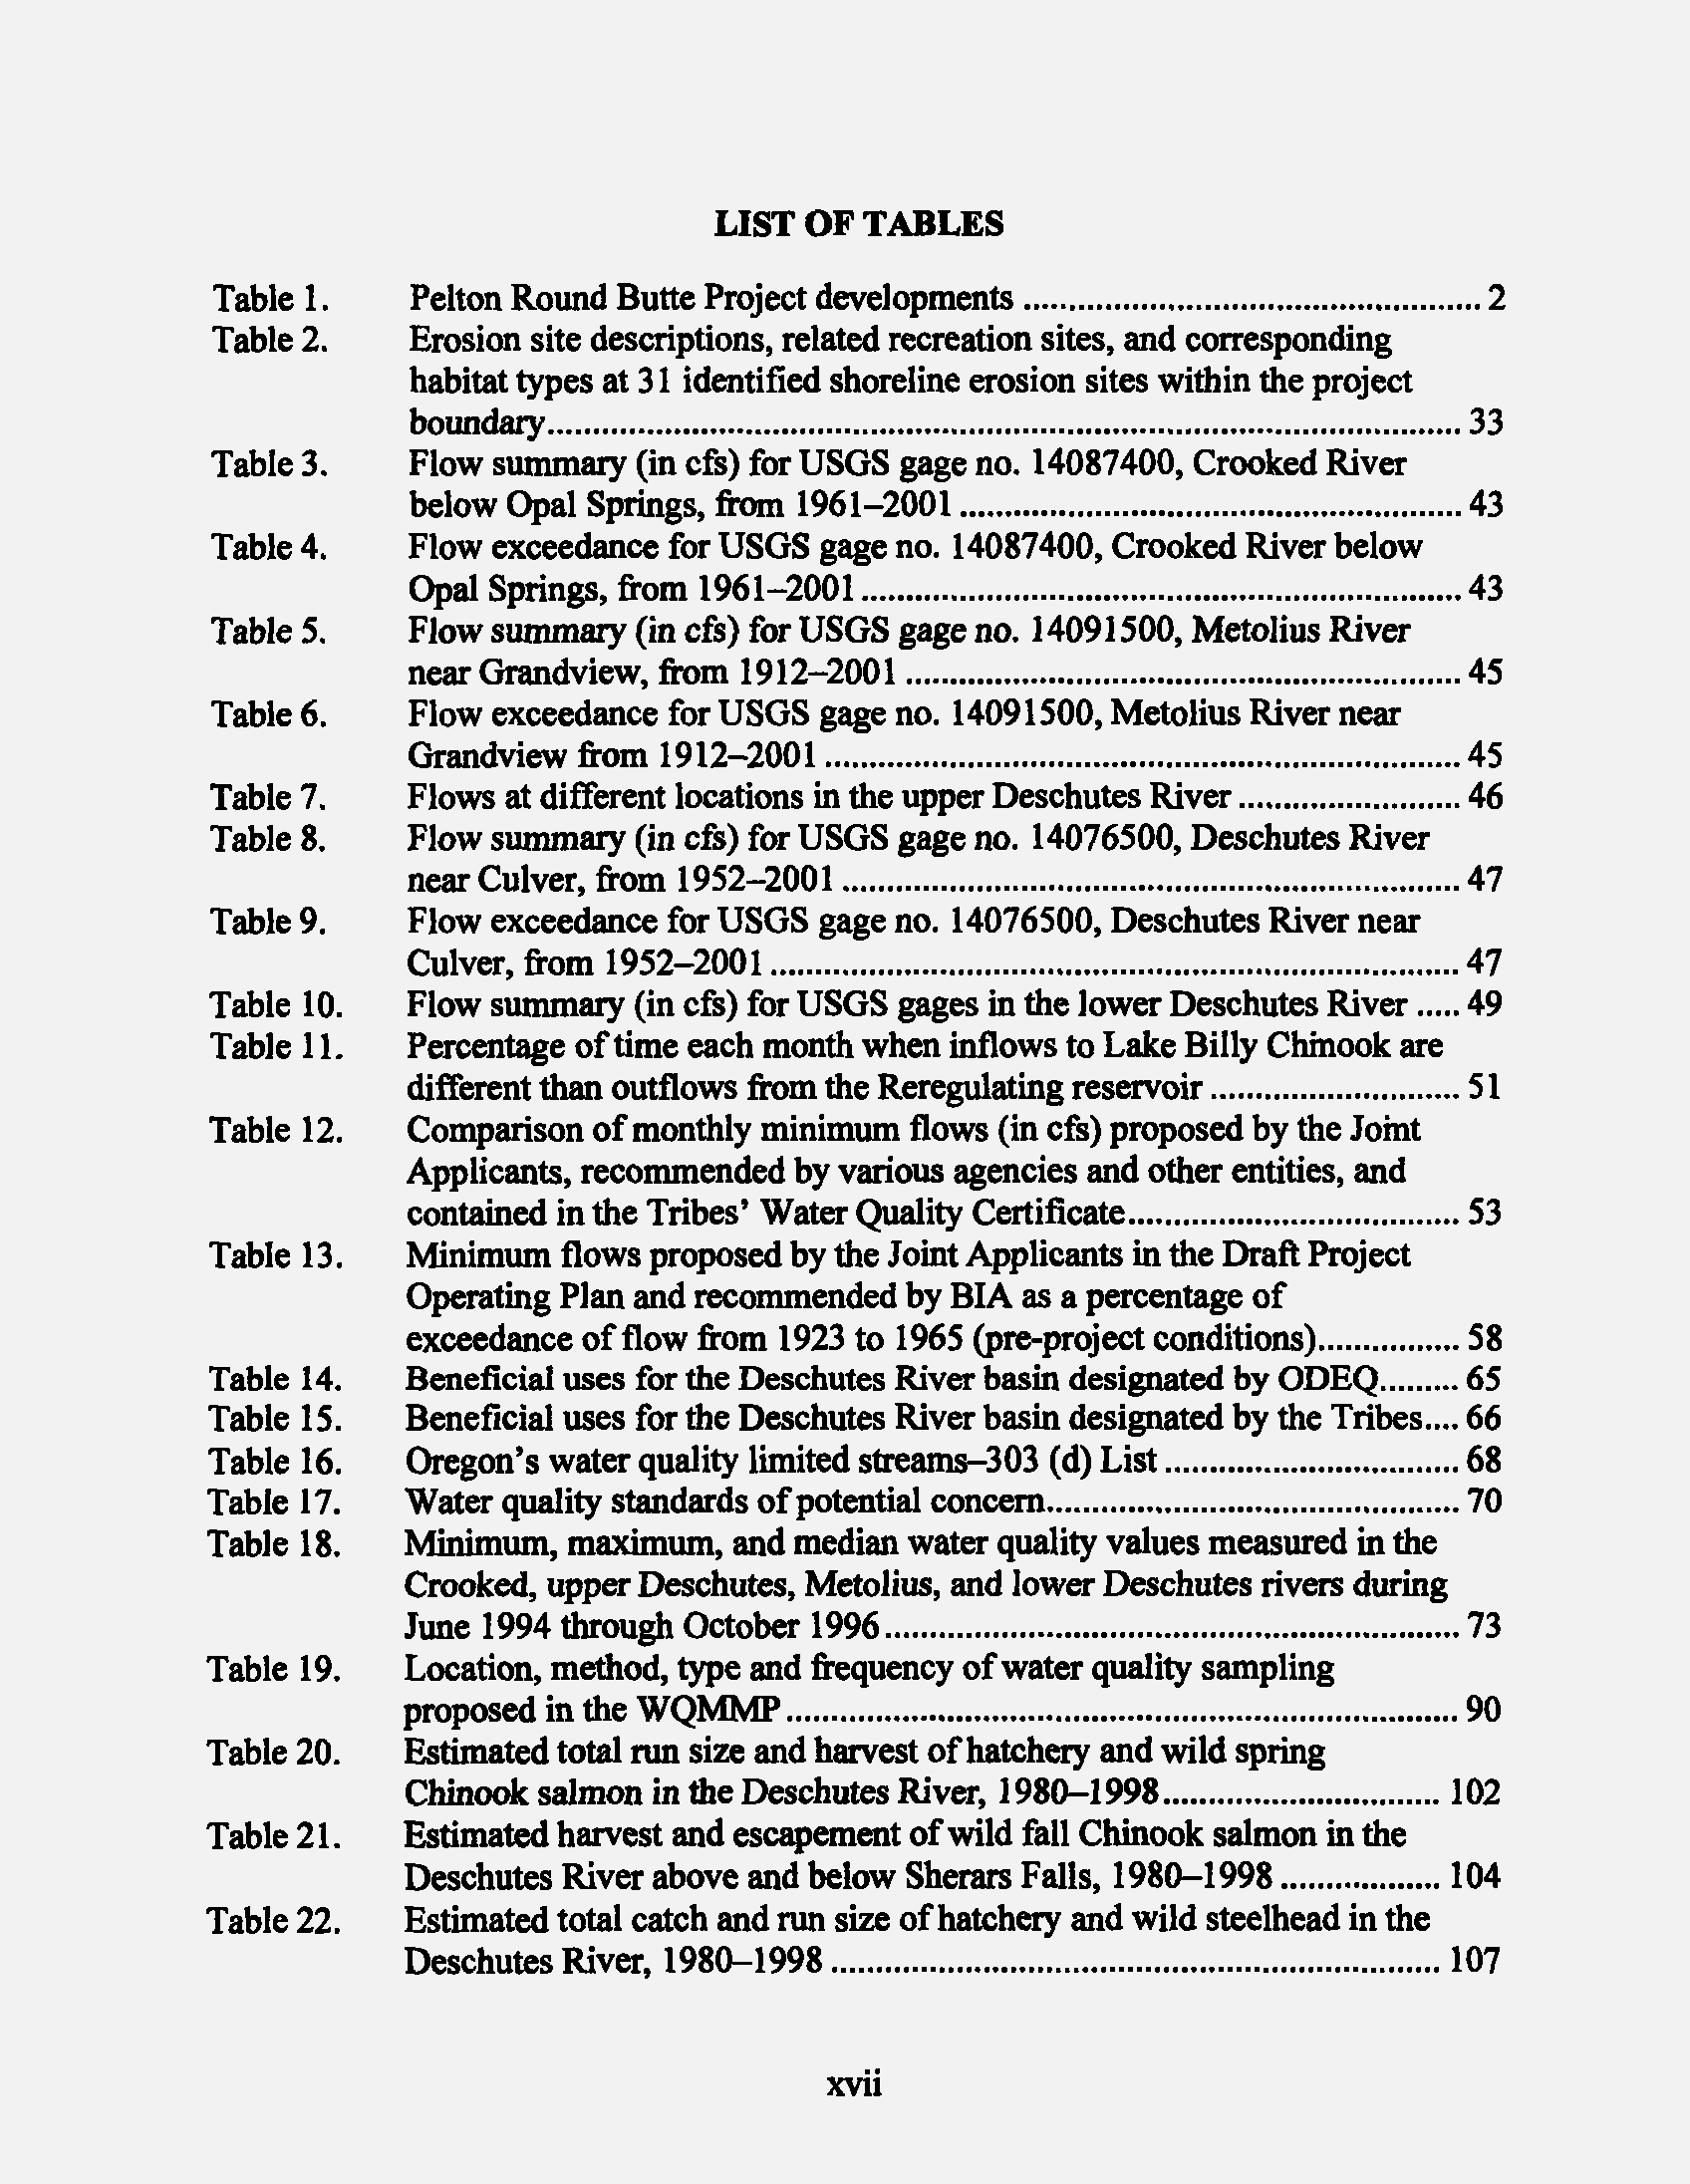 LIST OF TABLES
Table 1. Pelton Round Butte Project developments .................................................. 2
Table 2. Erosion site descriptions, related recreation sites, and corresponding
habitat types at 31 identified shoreline erosion sites within the project
boundary.................................................................................................... 33
Table 3. Flow summary (in cfs) for USGS gage no. 14087400, Crooked River
below Opal Springs, from 1961–2001 ....................................................... 43
Table 4. Flow exceedance for USGS gage no. 14087400, Crooked River below
Opal Springs, from 1961–2001 .................................................................. 43
Table 5. Flow summary (in cfs) for USGS gage no. 14091500, Metolius River
near Grandview, from 1912–2001 ............................................................. 45
Table 6. Flow exceedance for USGS gage no. 14091500, Metolius River near
Grandview from 1912–2001 ...................................................................... 45
Table 7. Flows at different locations in the upper Deschutes River ........................ 46
Table 8. Flow summary (in cfs) for USGS gage no. 14076500, Deschutes River
near Culver, from 1952–2001 .................................................................... 47
Table 9. Flow exceedance for USGS gage no. 14076500, Deschutes River near
Culver, from 1952–2001 ............................................................................ 47
Table 10. Flow summary (in cfs) for USGS gages in the lower Deschutes River ..... 49
Table 11. Percentage of time each month when inflows to Lake Billy Chinook are
different than outflows from the Reregulating reservoir ........................... 51
Table 12. Comparison of monthly minimum flows (in cfs) proposed by the Joint
Applicants, recommended by various agencies and other entities, and
contained in the Tribes’ Water Quality Certificate.................................... 53
Table 13. Minimum flows proposed by the Joint Applicants in the Draft Project
Operating Plan and recommended by BIA as a percentage of
exceedance of flow from 1923 to 1965 (pre-project conditions)............... 58
Table 14. Beneficial uses for the Deschutes River basin designated by ODEQ......... 65
Table 15. Beneficial uses for the Deschutes River basin designated by the Tribes.... 66
Table 16. Oregon’s water quality limited streams–303 (d) List ................................ 68
Table 17. Water quality standards of potential concern............................................. 70
Table 18. Minimum, maximum, and median water quality values measured in the
Crooked, upper Deschutes, Metolius, and lower Deschutes rivers during
June 1994 through October 1996............................................................... 73
Table 19. Location, method, type and frequency of water quality sampling
proposed in the WQMMP.......................................................................... 90
Table 20. Estimated total run size and harvest of hatchery and wild spring
Chinook salmon in the Deschutes River, 1980–1998.............................. 102
Table 21. Estimated harvest and escapement of wild fall Chinook salmon in the
Deschutes River above and below Sherars Falls, 1980–1998 ................. 104
Table 22. Estimated total catch and run size of hatchery and wild steelhead in the
Deschutes River, 1980–1998 ................................................................... 107
xvii